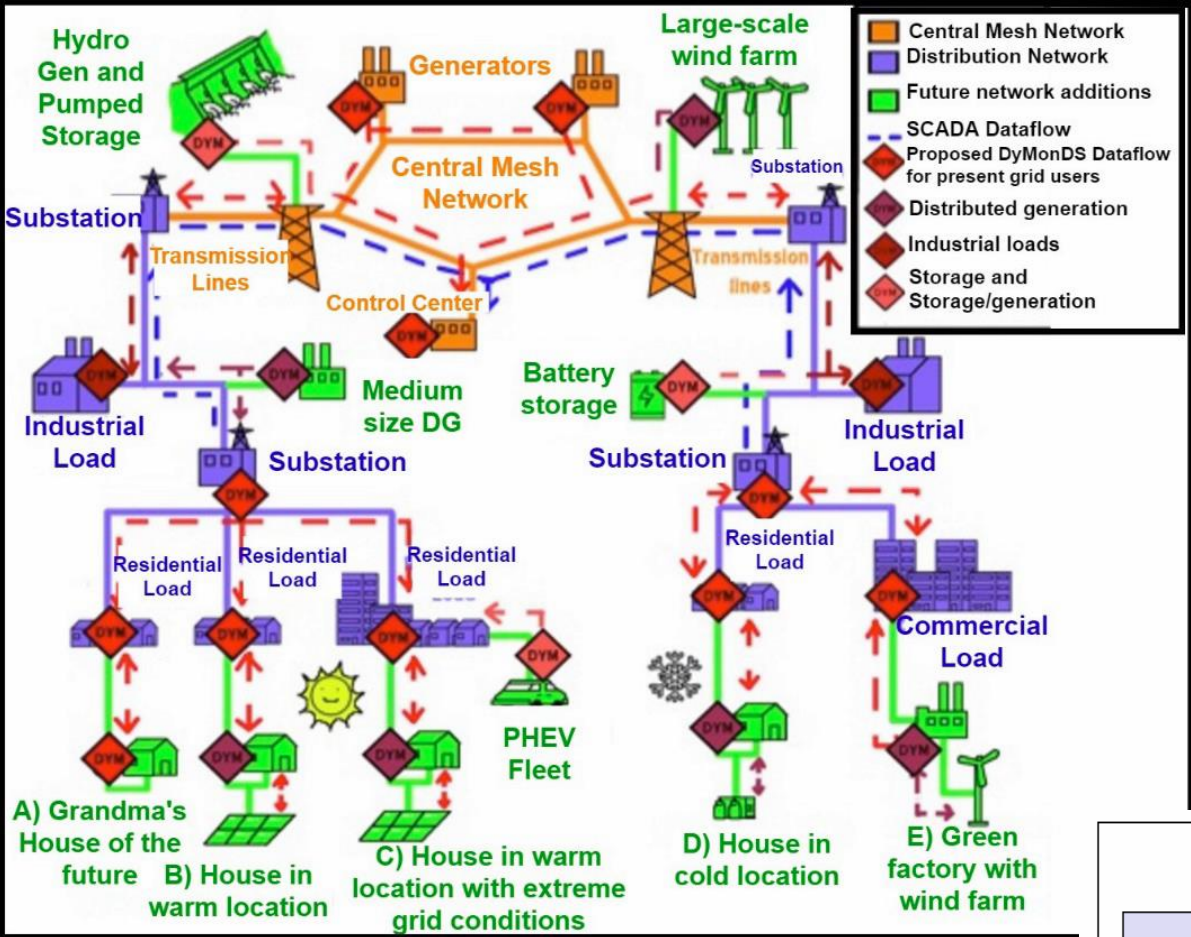 Hydro
Gen and
Pumped
Storage
Generators
Large-scale
wind farm
Central Mesh Network
Distribution Network
Future network additions
SCADA Dataflow
Proposed DyMonDS Dataflow
for present grid users
Distributed generation
Industrial loads
Storage and
Storage/generation
DYM
DYM
DYM
DYM
DYM
DYM
DYM
DYM
Central Mesh
Network
Substation
Substation
Transmission
Lines
Transmission
lines
Control Center
DYM
DYM
DYM
DYM
DYM
Medium
size DG
Battery
storage
Industrial
Load
Industrial
Load
Substation
Substation
DYM
DYM
Residential
Load
Residential
Load
Residential
Load
Residential
Load
DYM
DYM
DYM
DYM
DYM
DYM
Commercial
Load
PHEV
Fleet
DYM
DYM
DYM
DYM
DYM
A) Grandma's
House of the
future
B) House in
warm location
C) House in warm
location with extreme
grid conditions
D) House in
cold location
E) Green
factory with
wind farm